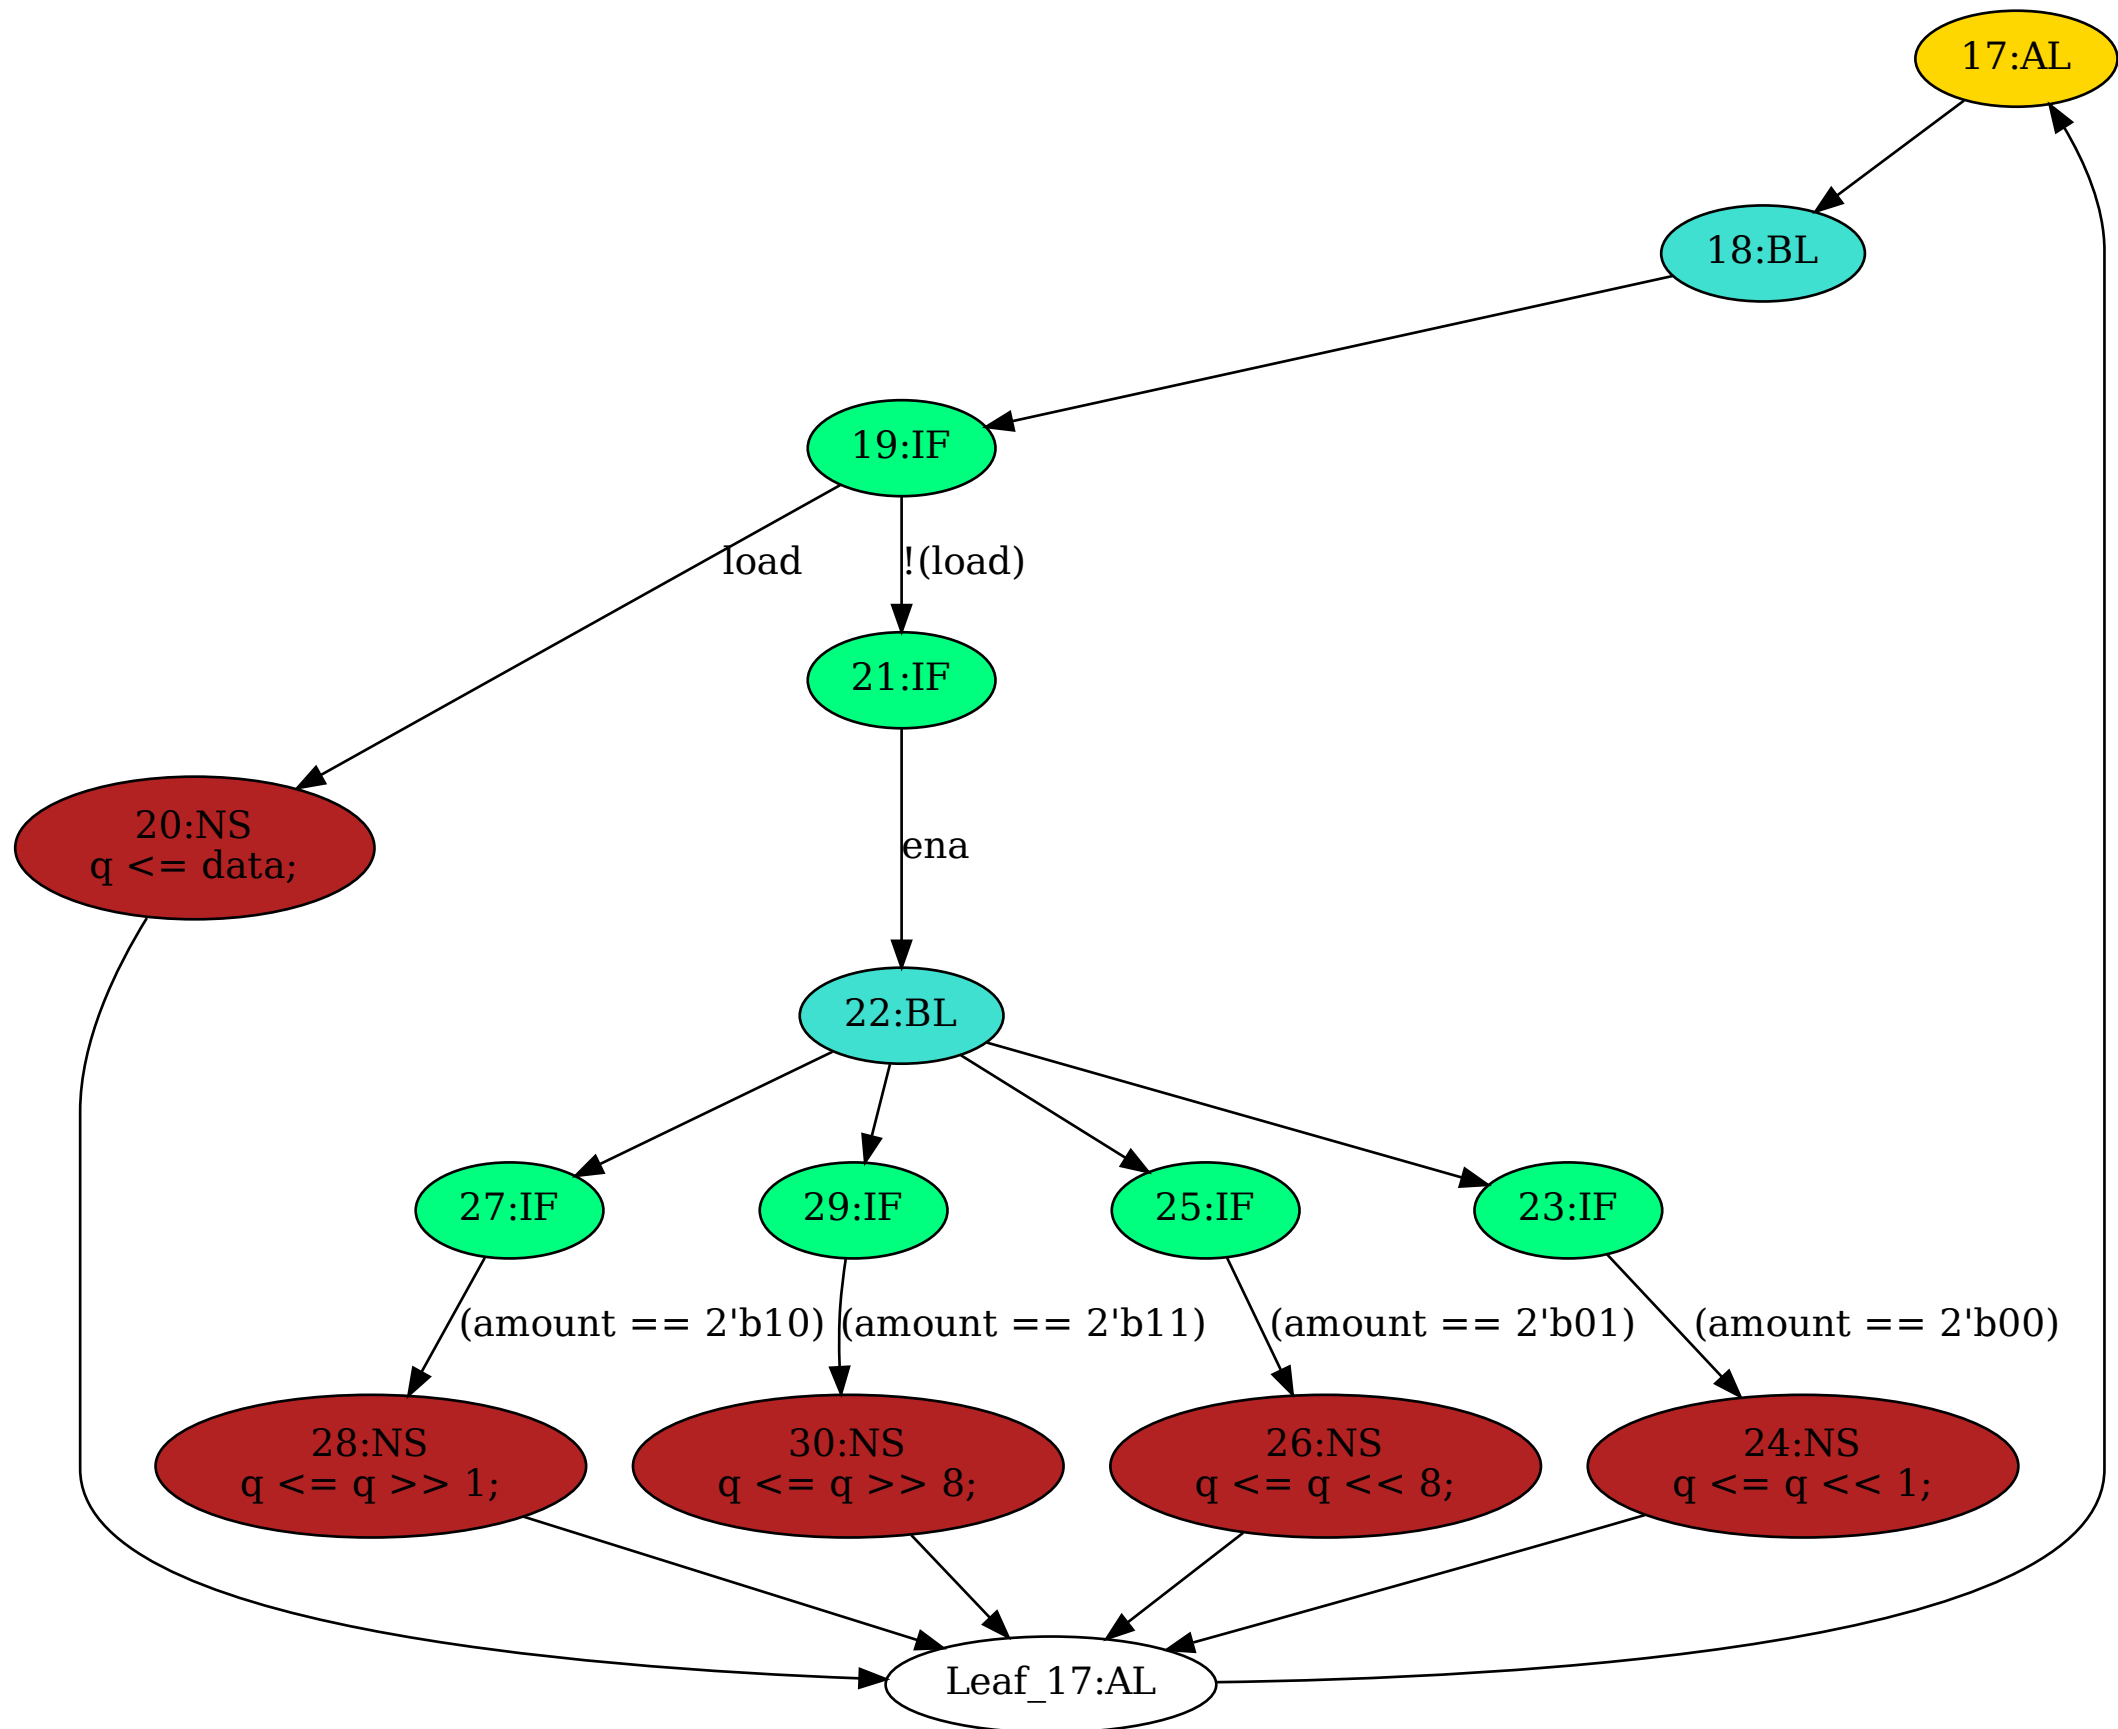 17:AL
18:BL
19:IF
load
!(load)
21:IF
20:NS
q <= data;
ena
22:BL
27:IF
29:IF
25:IF
23:IF
(amount == 2'b10)
(amount == 2'b11)
(amount == 2'b01)
(amount == 2'b00)
28:NS
q <= q >> 1;
30:NS
q <= q >> 8;
26:NS
q <= q << 8;
24:NS
q <= q << 1;
Leaf_17:AL